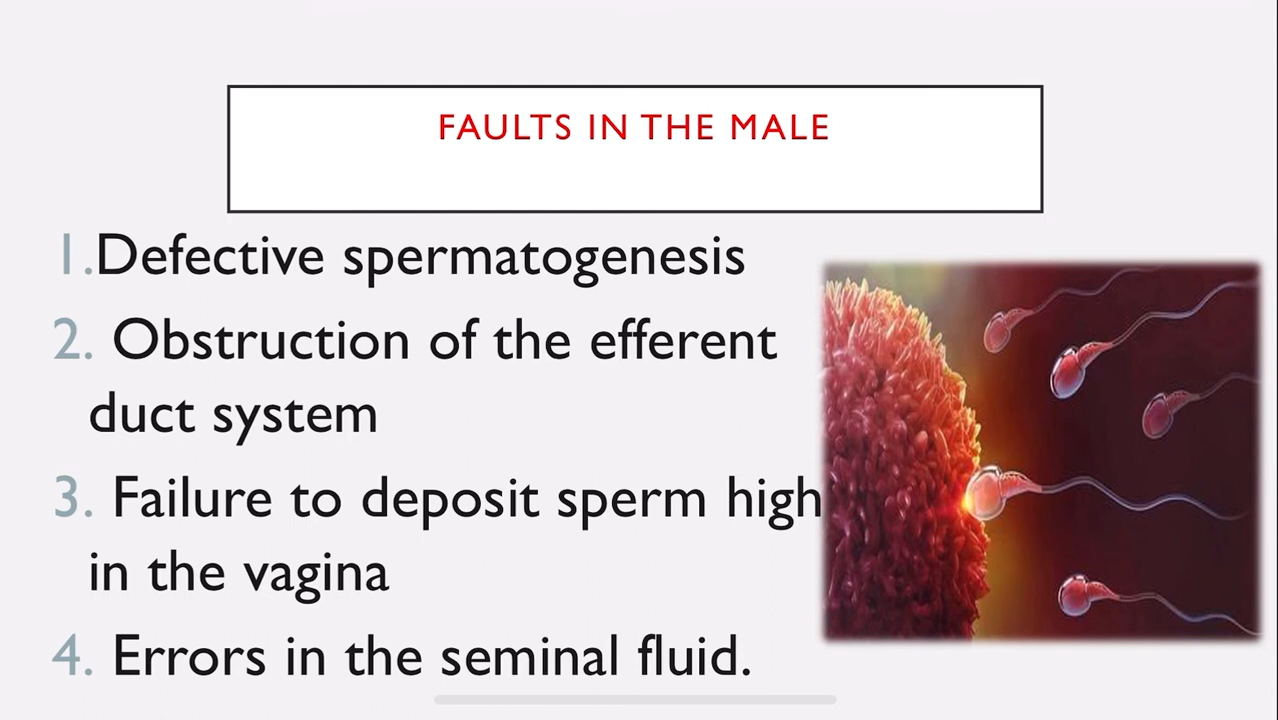 FAULTS IN THE MALE
1.Defective spermatogenesis
2. Obstruction of the efferent
duct system
3. Failure to deposit sperm high
in the vagina
4. Errors in the seminal fluid.